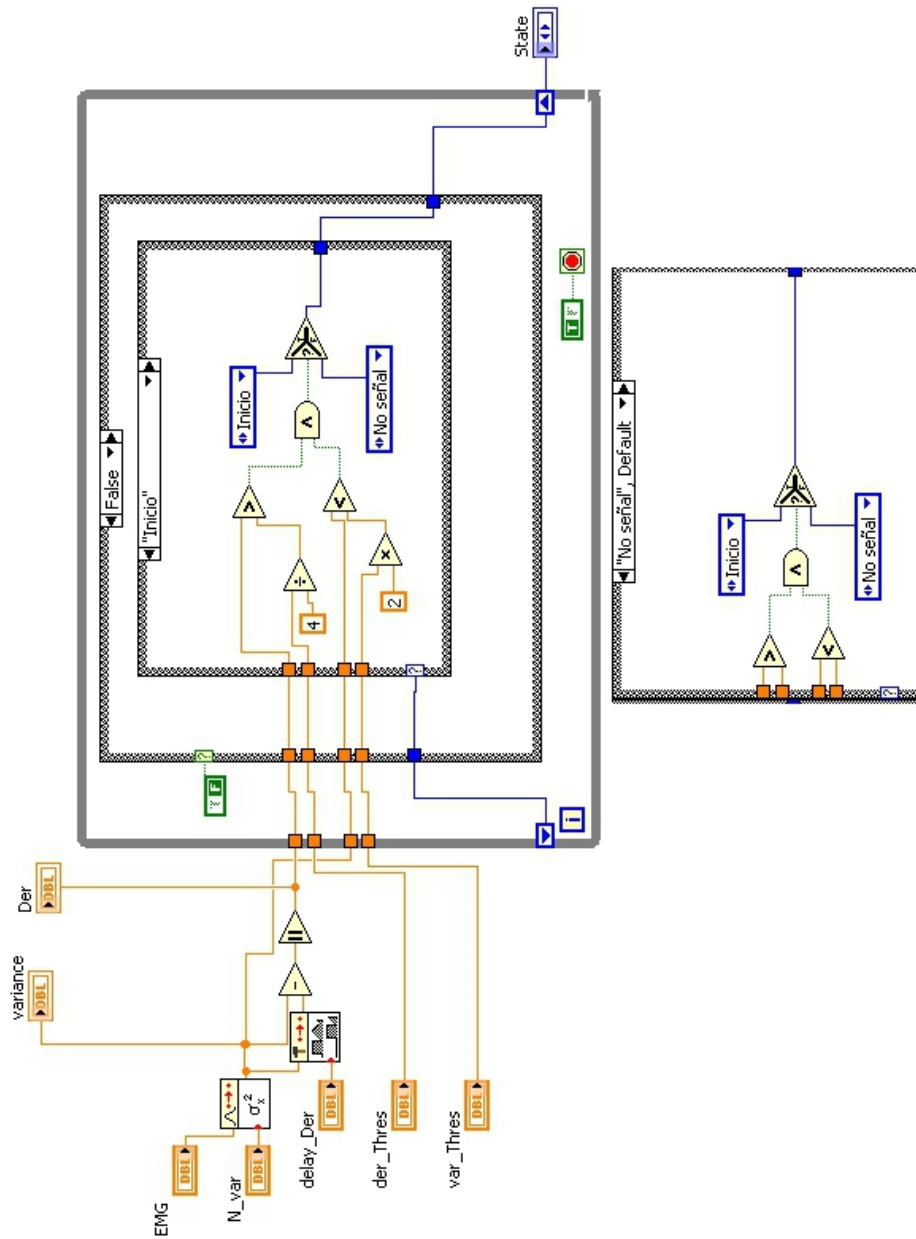 EMG
N_var
delay_Der
der_Thres
var_Thres
variance
Der
DBL
DBL
DBL
DBL
DBL
DBL
DBL
σx²
T
-
||
F
False
"Inicio"
4
÷
2
x
>
<
∧
Inicio
No señal
?
?
T
i
State
"No señal", Default
>
<
∧
Inicio
No señal
?